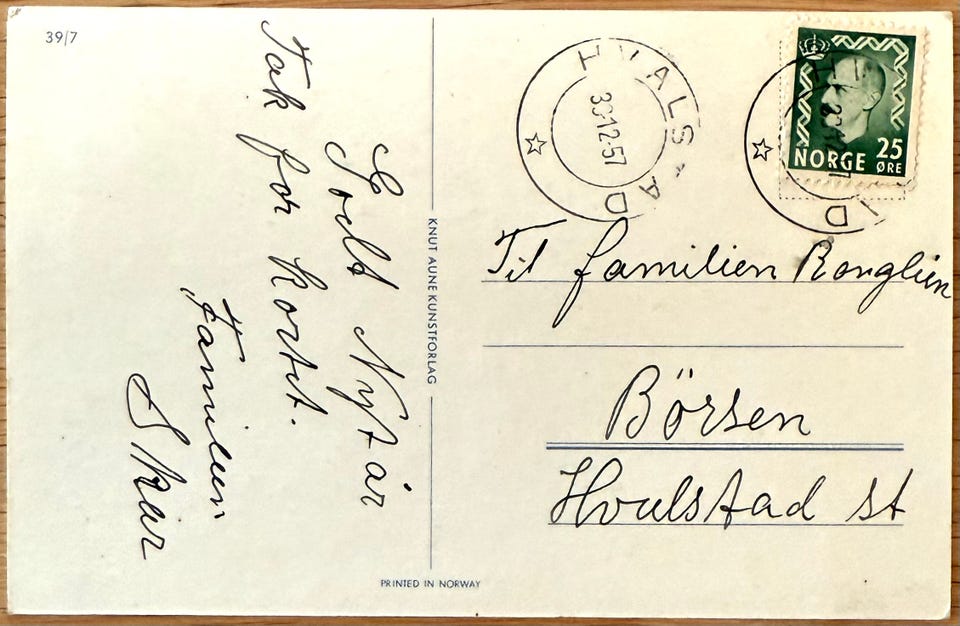 39/7
Godt Nytt år
Tak for kortet.
Familien
Skar
KNUT AUNE KUNSTFORLAG
PRINTED IN NORWAY
HVALSTAD
30·12·57
NORGE 25 ØRE
Til familien Ronglien
Börsen
Hvalstad st